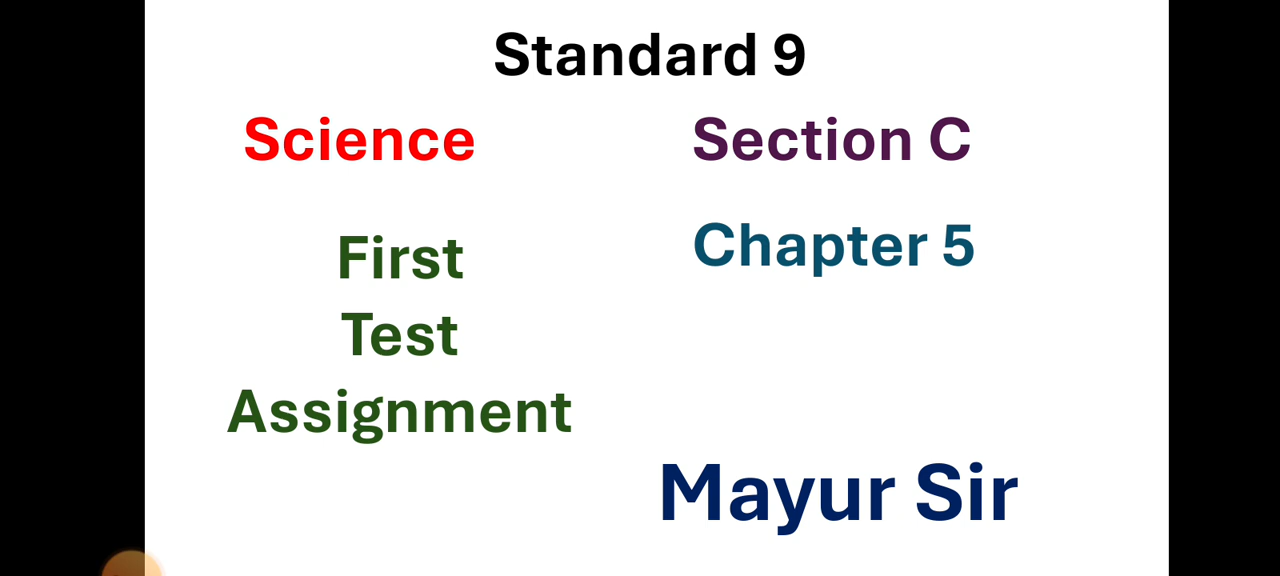 Standard 9
Science
Section C
First
Test
Assignment
Chapter 5
Mayur Sir